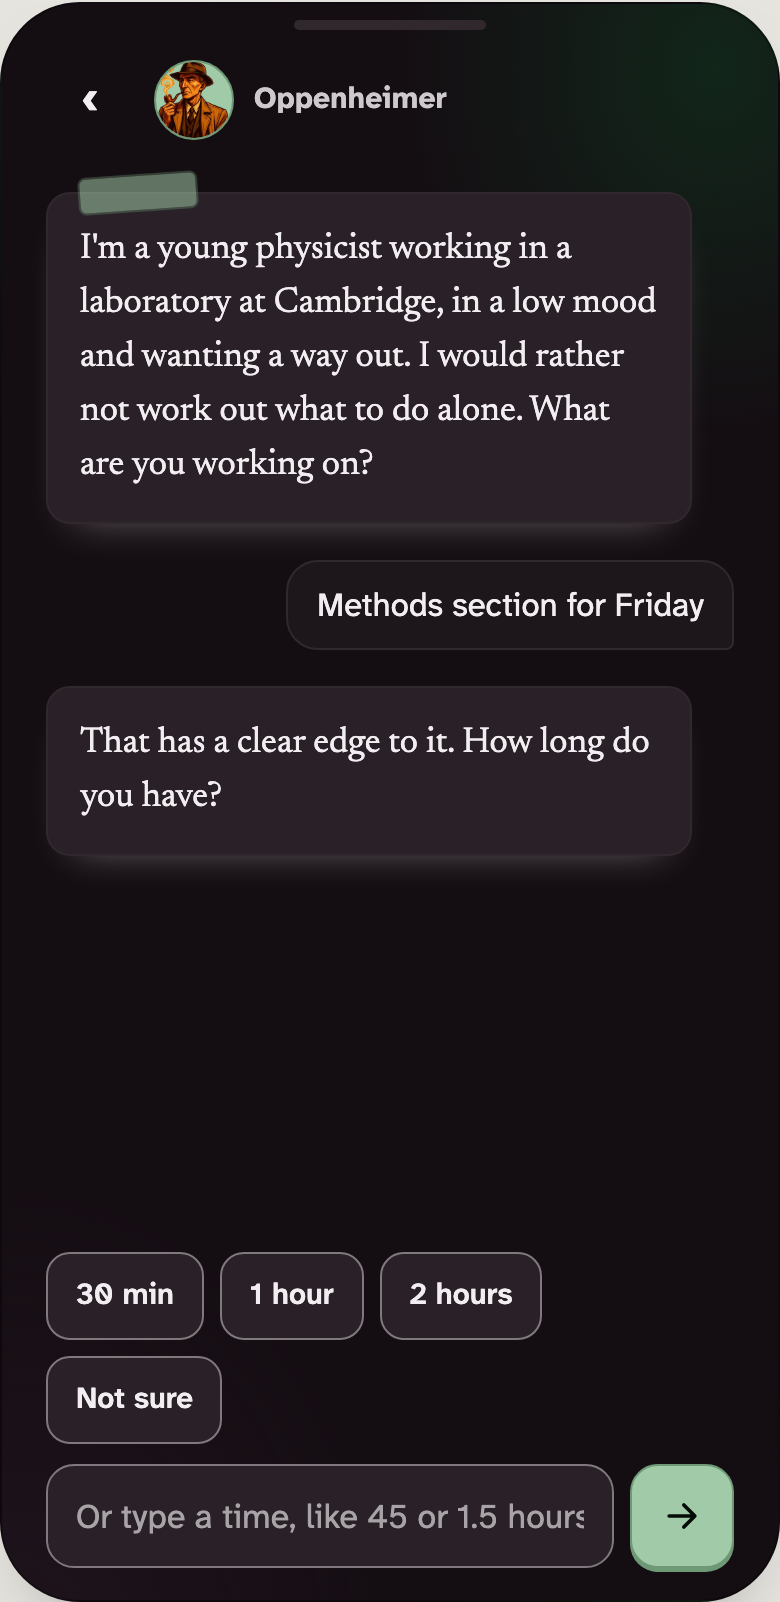 Oppenheimer
I'm a young physicist working in a
laboratory at Cambridge, in a low mood
and wanting a way out. I would rather
not work out what to do alone. What
are you working on?
Methods section for Friday
That has a clear edge to it. How long do
you have?
30 min
1 hour
2 hours
Not sure
Or type a time, like 45 or 1.5 hours